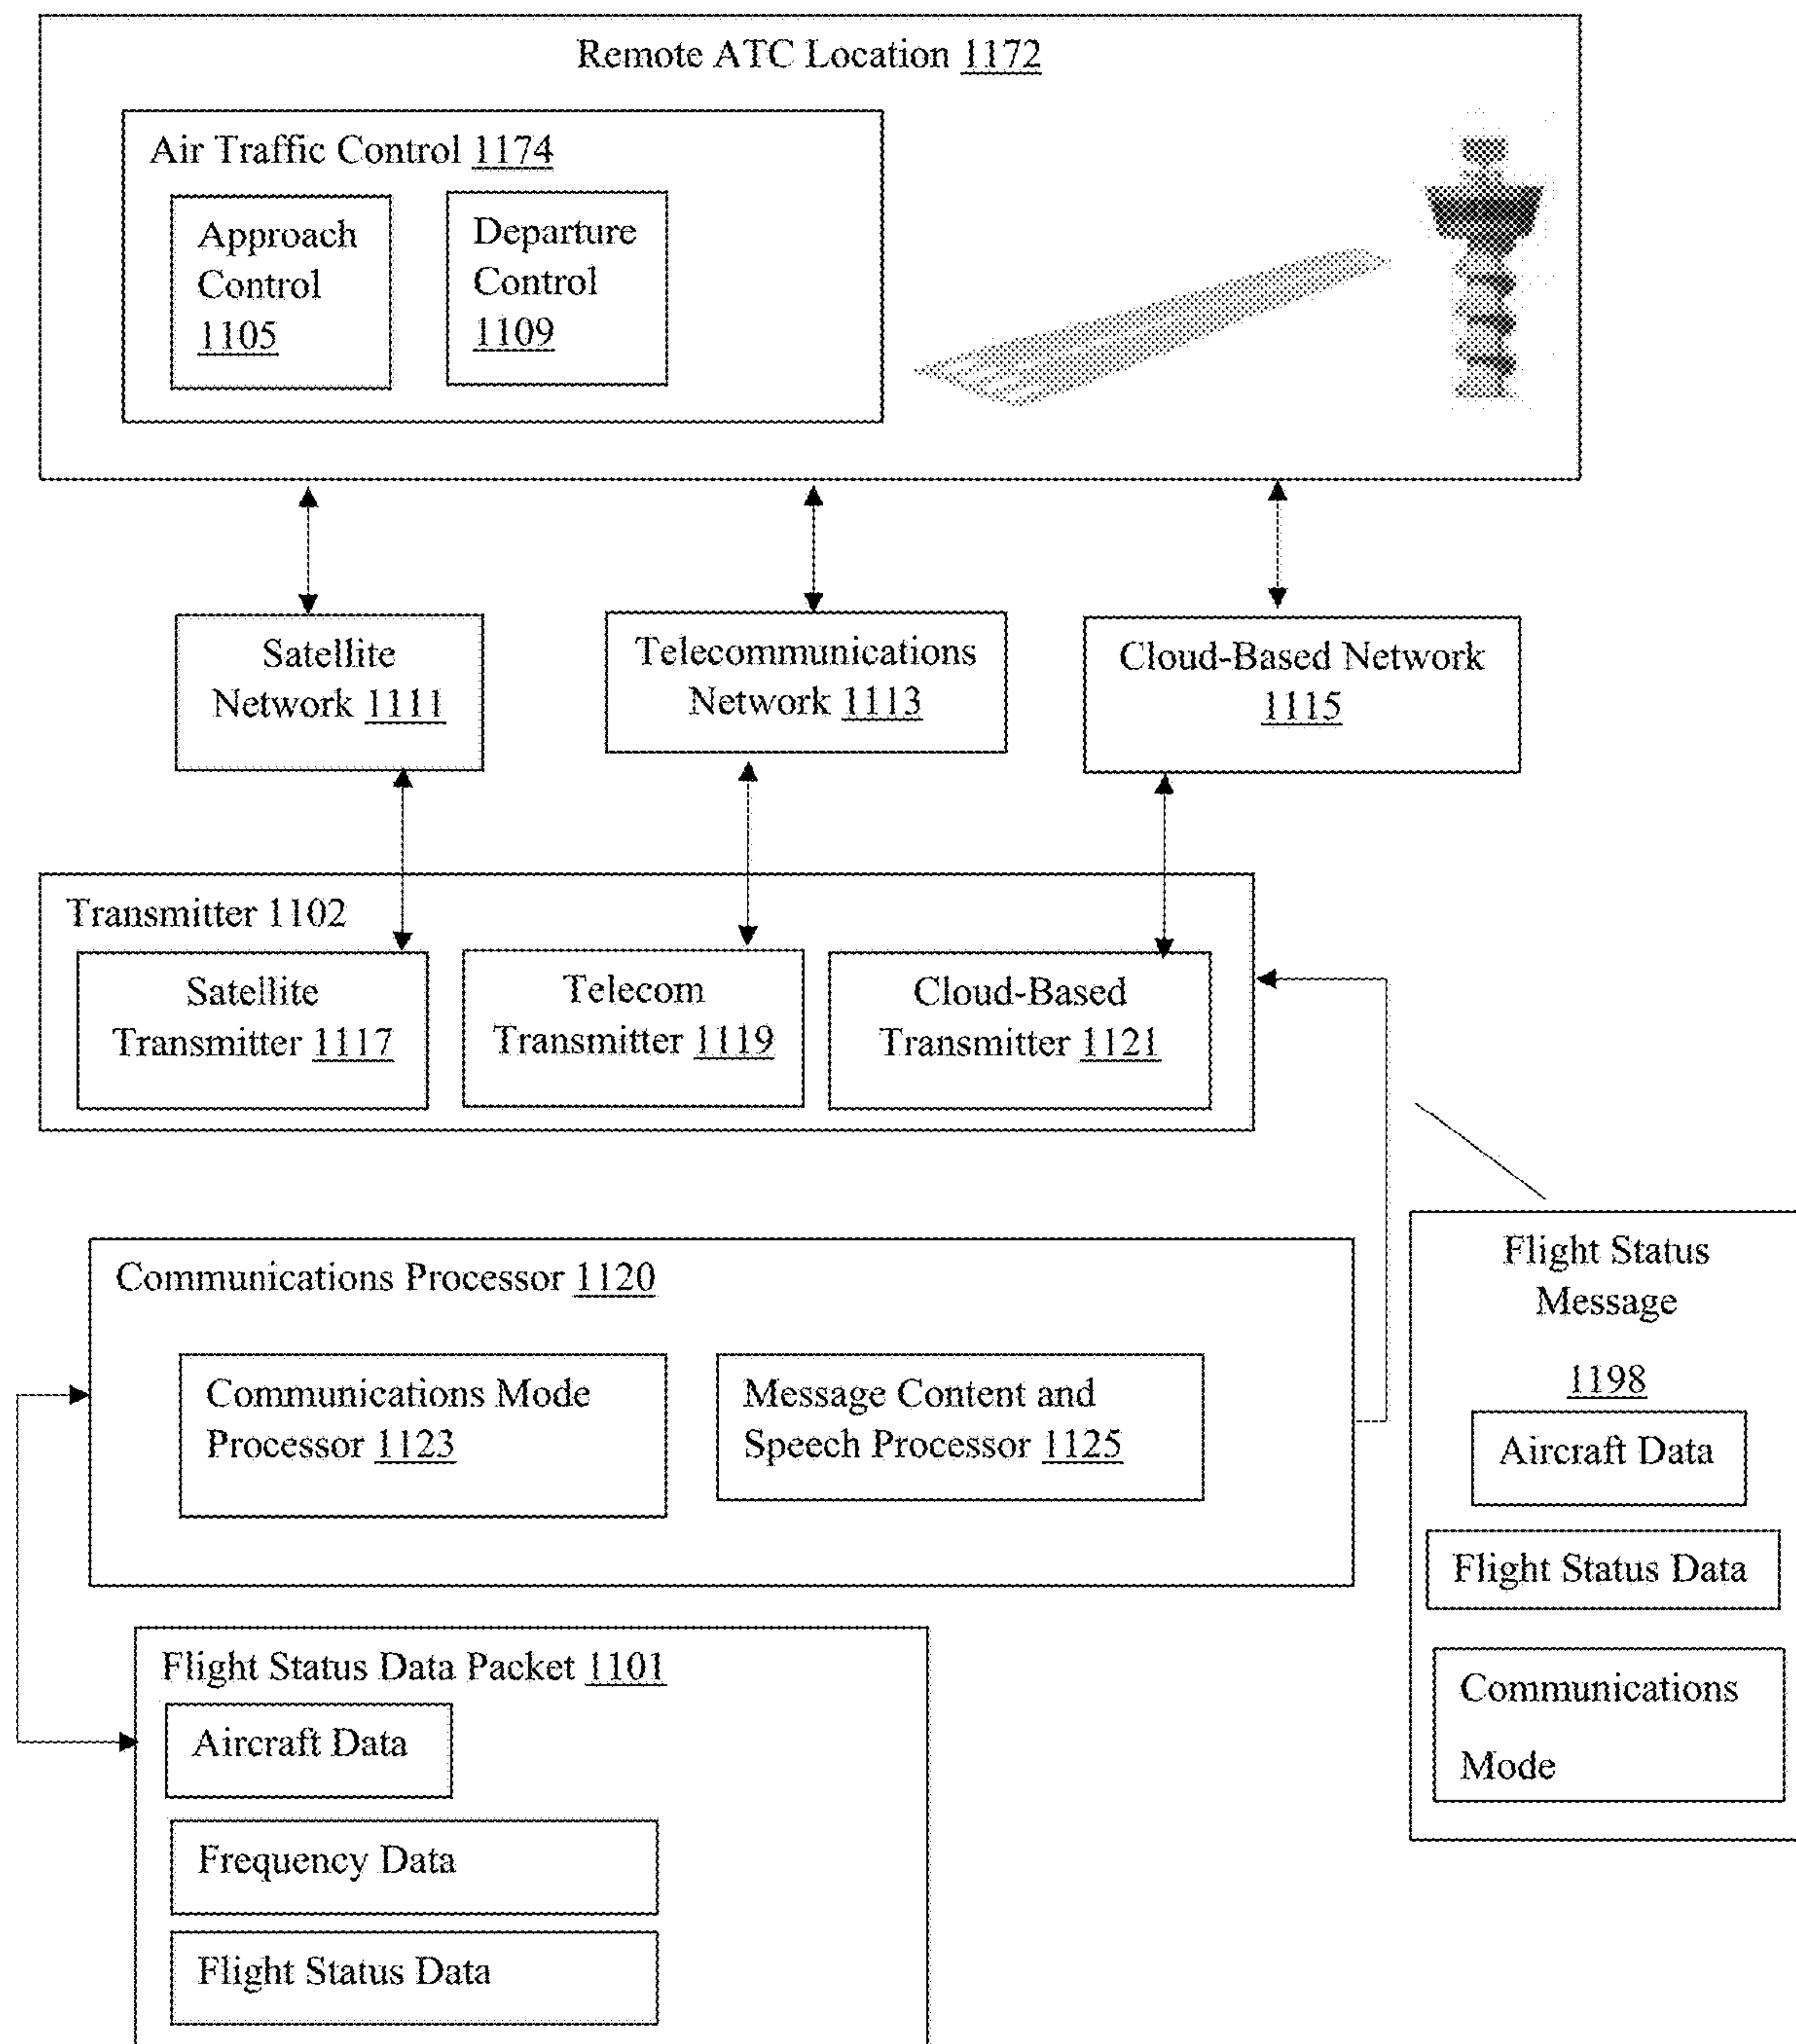 Remote ATC Location 1172
Air Traffic Control 1174
Approach
Control
1105
Departure
Control
1109
Satellite
Network 1111
Telecommunications
Network 1113
Cloud-Based Network
1115
Transmitter 1102
Satellite
Transmitter 1117
Telecom
Transmitter 1119
Cloud-Based
Transmitter 1121
Communications Processor 1120
Communications Mode
Processor 1123
Message Content and
Speech Processor 1125
Flight Status
Message
1198
Aircraft Data
Flight Status Data
Communications
Mode
Flight Status Data Packet 1101
Aircraft Data
Frequency Data
Flight Status Data